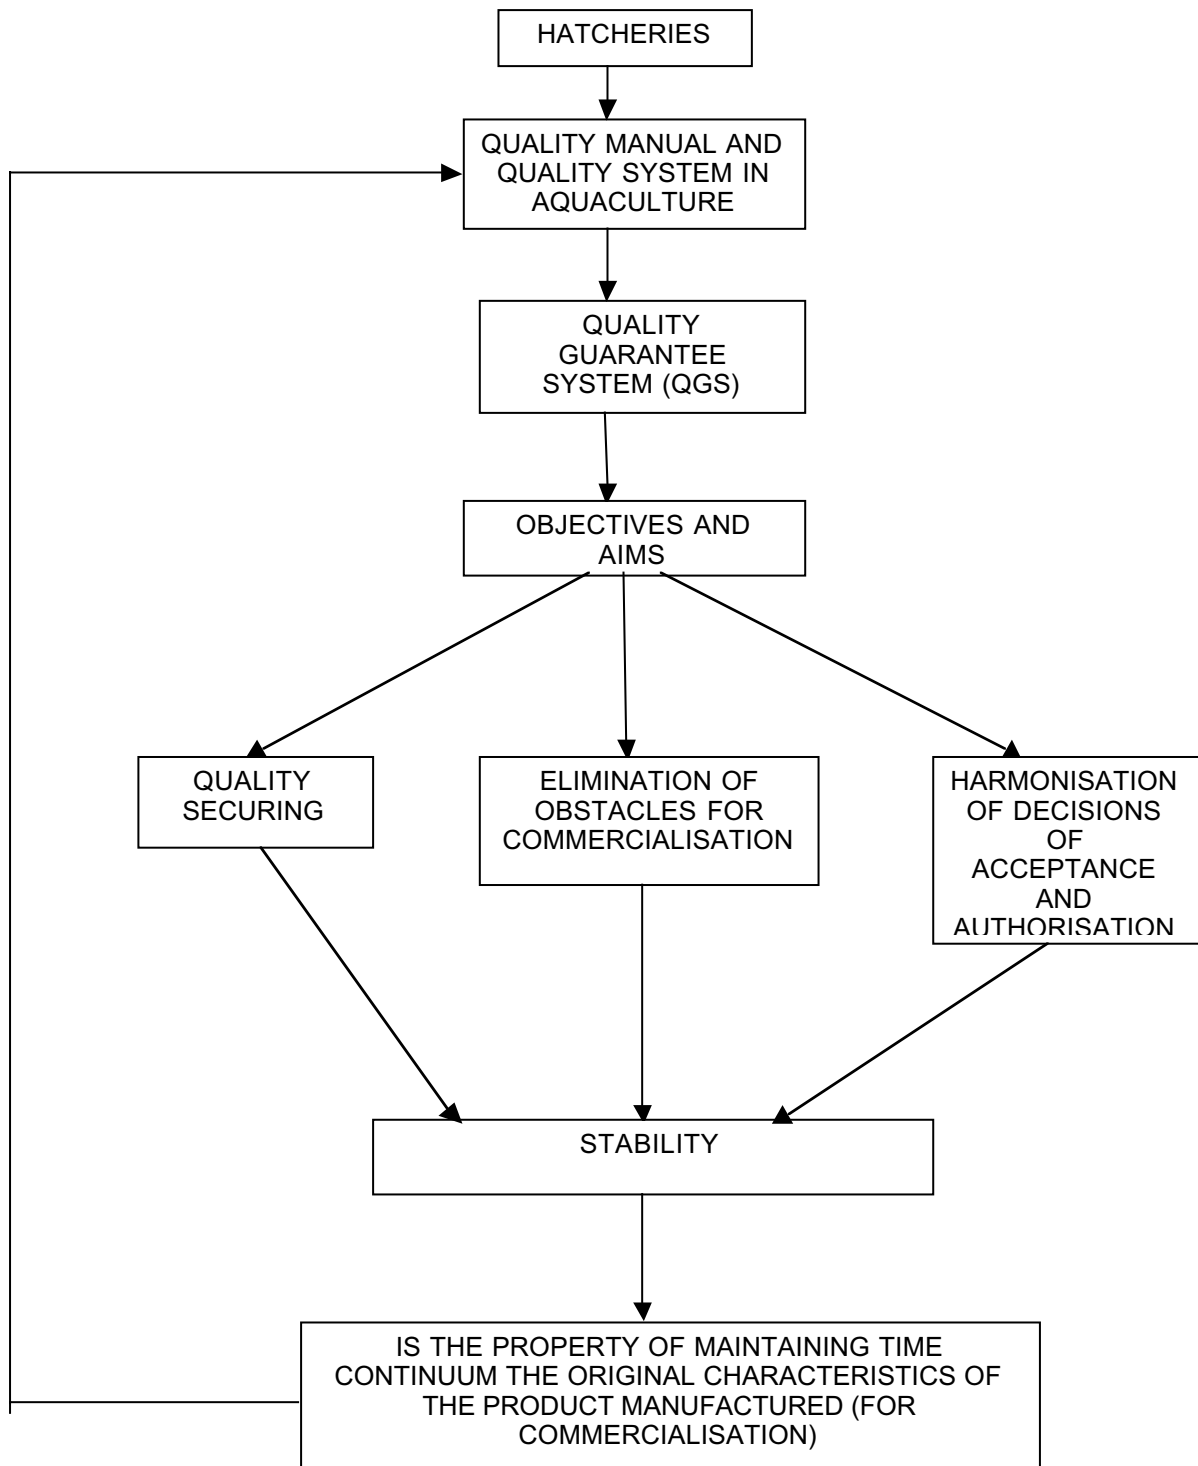 HATCHERIES
QUALITY MANUAL AND
QUALITY SYSTEM IN
AQUACULTURE
QUALITY
GUARANTEE
SYSTEM (QGS)
OBJECTIVES AND
AIMS
QUALITY
SECURING
ELIMINATION OF
OBSTACLES FOR
COMMERCIALISATION
HARMONISATION
OF DECISIONS
OF
ACCEPTANCE
AND
AUTHORISATION
STABILITY
IS THE PROPERTY OF MAINTAINING TIME
CONTINUUM THE ORIGINAL CHARACTERISTICS OF
THE PRODUCT MANUFACTURED (FOR
COMMERCIALISATION)